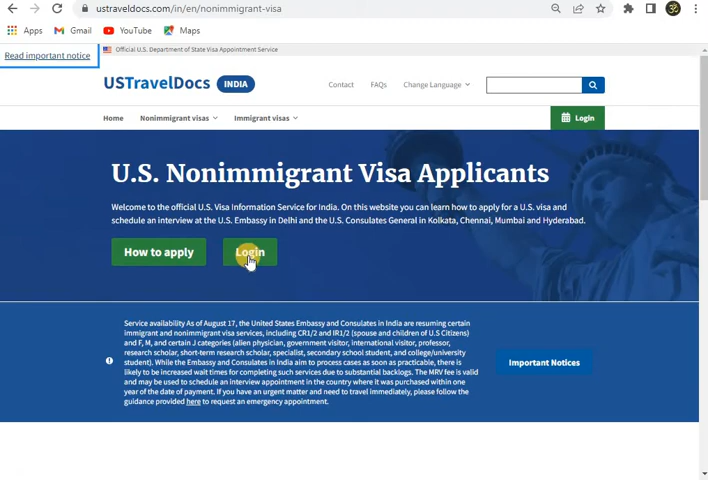 ustraveldocs.com/in/en/nonimmigrant-visa
Apps Gmail YouTube Maps
Read important notice
Official U.S. Department of State Visa Appointment Service
USTravelDocs INDIA
Contact FAQs Change Language
Home Nonimmigrant visas Immigrant visas Login
U.S. Nonimmigrant Visa Applicants
Welcome to the official U.S. Visa Information Service for India. On this website you can learn how to apply for a U.S. visa and
schedule an interview at the U.S. Embassy in Delhi and the U.S. Consulates General in Kolkata, Chennai, Mumbai and Hyderabad.
How to apply Login
Service availability As of August 17, the United States Embassy and Consulates in India are resuming certain
immigrant and nonimmigrant visa services, including CR1/2 and IR1/2 (spouse and children of U.S Citizens)
and F, M, and certain J categories (alien physician, government visitor, international visitor, professor,
research scholar, short-term research scholar, specialist, secondary school student, and college/university
student). While the Embassy and Consulates in India aim to process cases as soon as practicable, there is
likely to be increased wait times for completing such services due to substantial backlogs. The MRV fee is valid
and may be used to schedule an interview appointment in the country where it was purchased within one
year of the date of payment. If you have an urgent matter and need to travel immediately, please follow the
guidance provided here to request an emergency appointment.
Important Notices